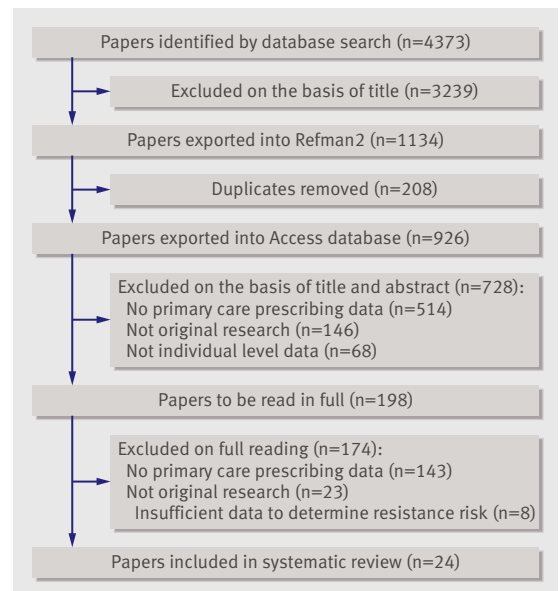 Papers identified by database search (n=4373)
Excluded on the basis of title (n=3239)
Papers exported into Refman2 (n=1134)
Duplicates removed (n=208)
Papers exported into Access database (n=926)
Excluded on the basis of title and abstract (n=728):
No primary care prescribing data (n=514)
Not original research (n=146)
Not individual level data (n=68)
Papers to be read in full (n=198)
Excluded on full reading (n=174):
No primary care prescribing data (n=143)
Not original research (n=23)
Insufficient data to determine resistance risk (n=8)
Papers included in systematic review (n=24)